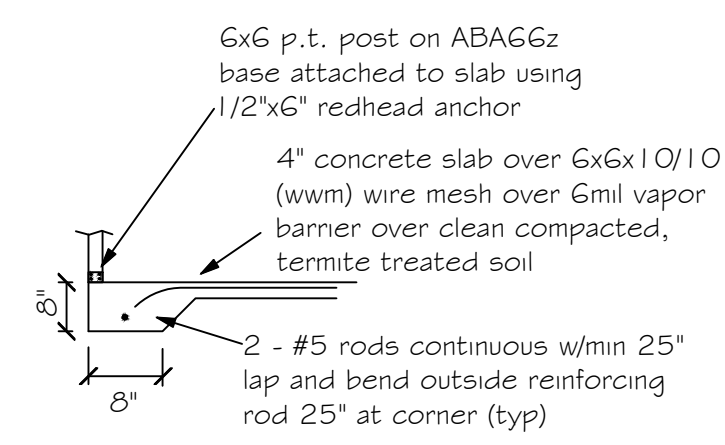 6x6 p.t. post on ABA66z
base attached to slab using
1/2"x6" redhead anchor
4" concrete slab over 6x6x10/10
(wwm) wire mesh over 6mil vapor
barrier over clean compacted,
termite treated soil
8"
2 - #5 rods continuous w/min 25"
lap and bend outside reinforcing
rod 25" at corner (typ)
8"